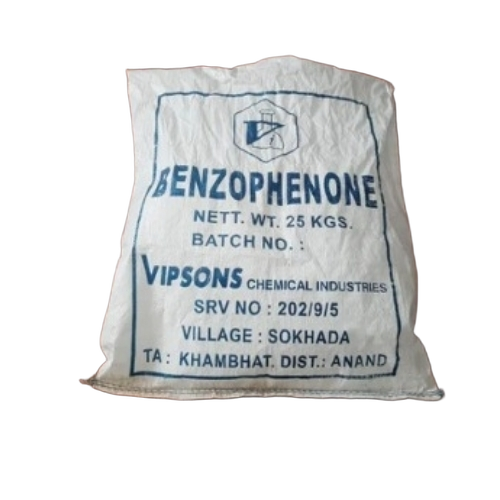 BENZOPHENONE
NETT. WT. 25 KGS.
BATCH NO. :
VIPSONS CHEMICAL INDUSTRIES
SRV NO : 202/9/5
VILLAGE : SOKHADA
TA : KHAMBHAT. DIST.: ANAND